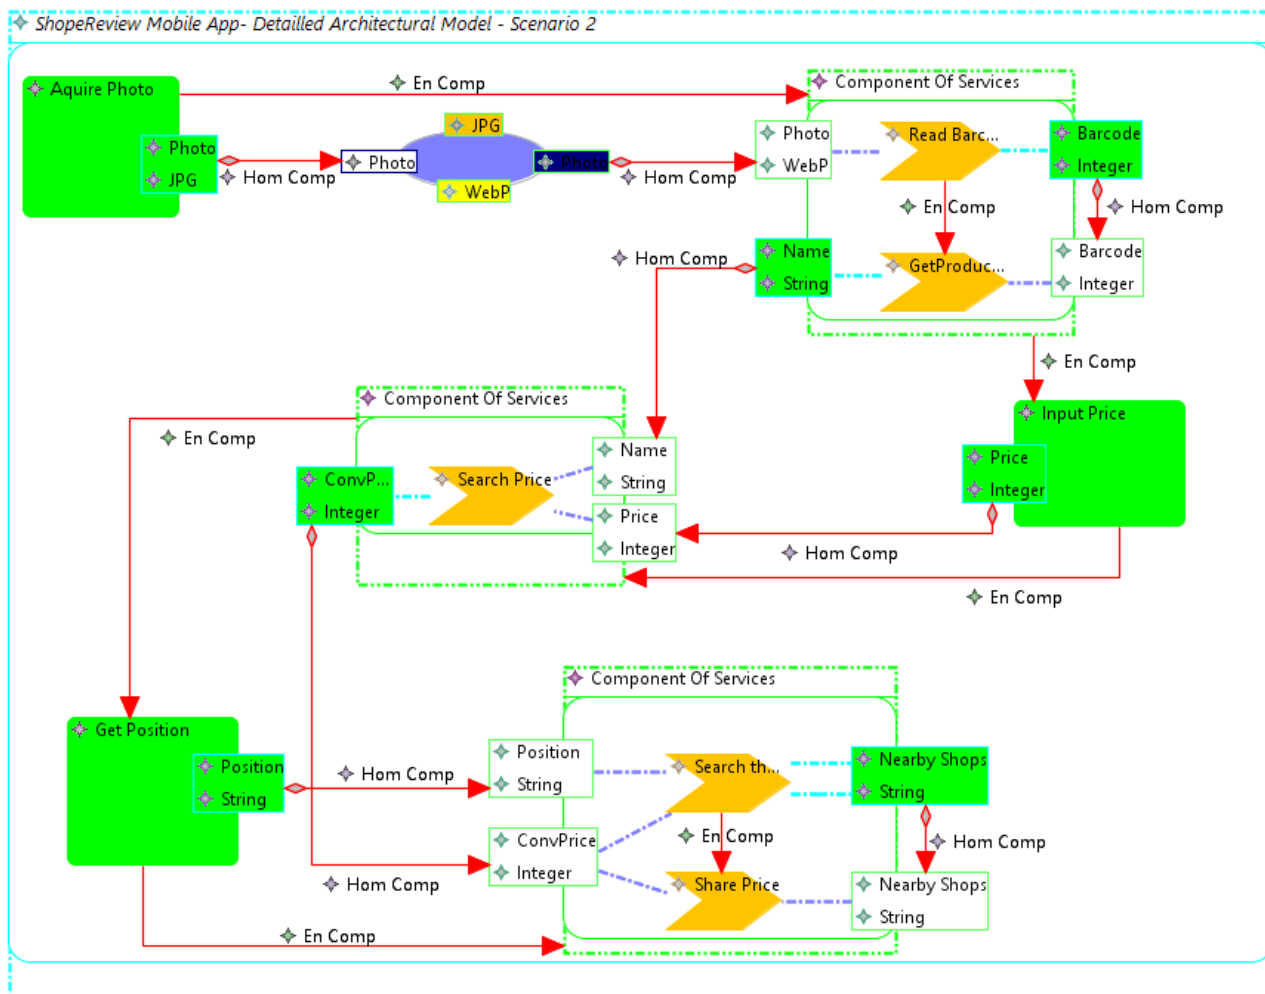 ShopeReview Mobile App- Detailled Architectural Model - Scenario 2
Aquire Photo
En Comp
Component Of Services
Photo
JPG
Hom Comp
Photo
JPG
WebP
Photo
Hom Comp
Photo
WebP
Read Barc...
Barcode
Integer
En Comp
Hom Comp
Hom Comp
Name
String
GetProduc...
Barcode
Integer
En Comp
Component Of Services
En Comp
Input Price
Name
String
ConvP...
Integer
Search Price
Price
Integer
Price
Integer
Hom Comp
En Comp
Component Of Services
Get Position
Position
String
Hom Comp
Position
String
Search th...
Nearby Shops
String
En Comp
Hom Comp
ConvPrice
Integer
Hom Comp
Share Price
Nearby Shops
String
En Comp